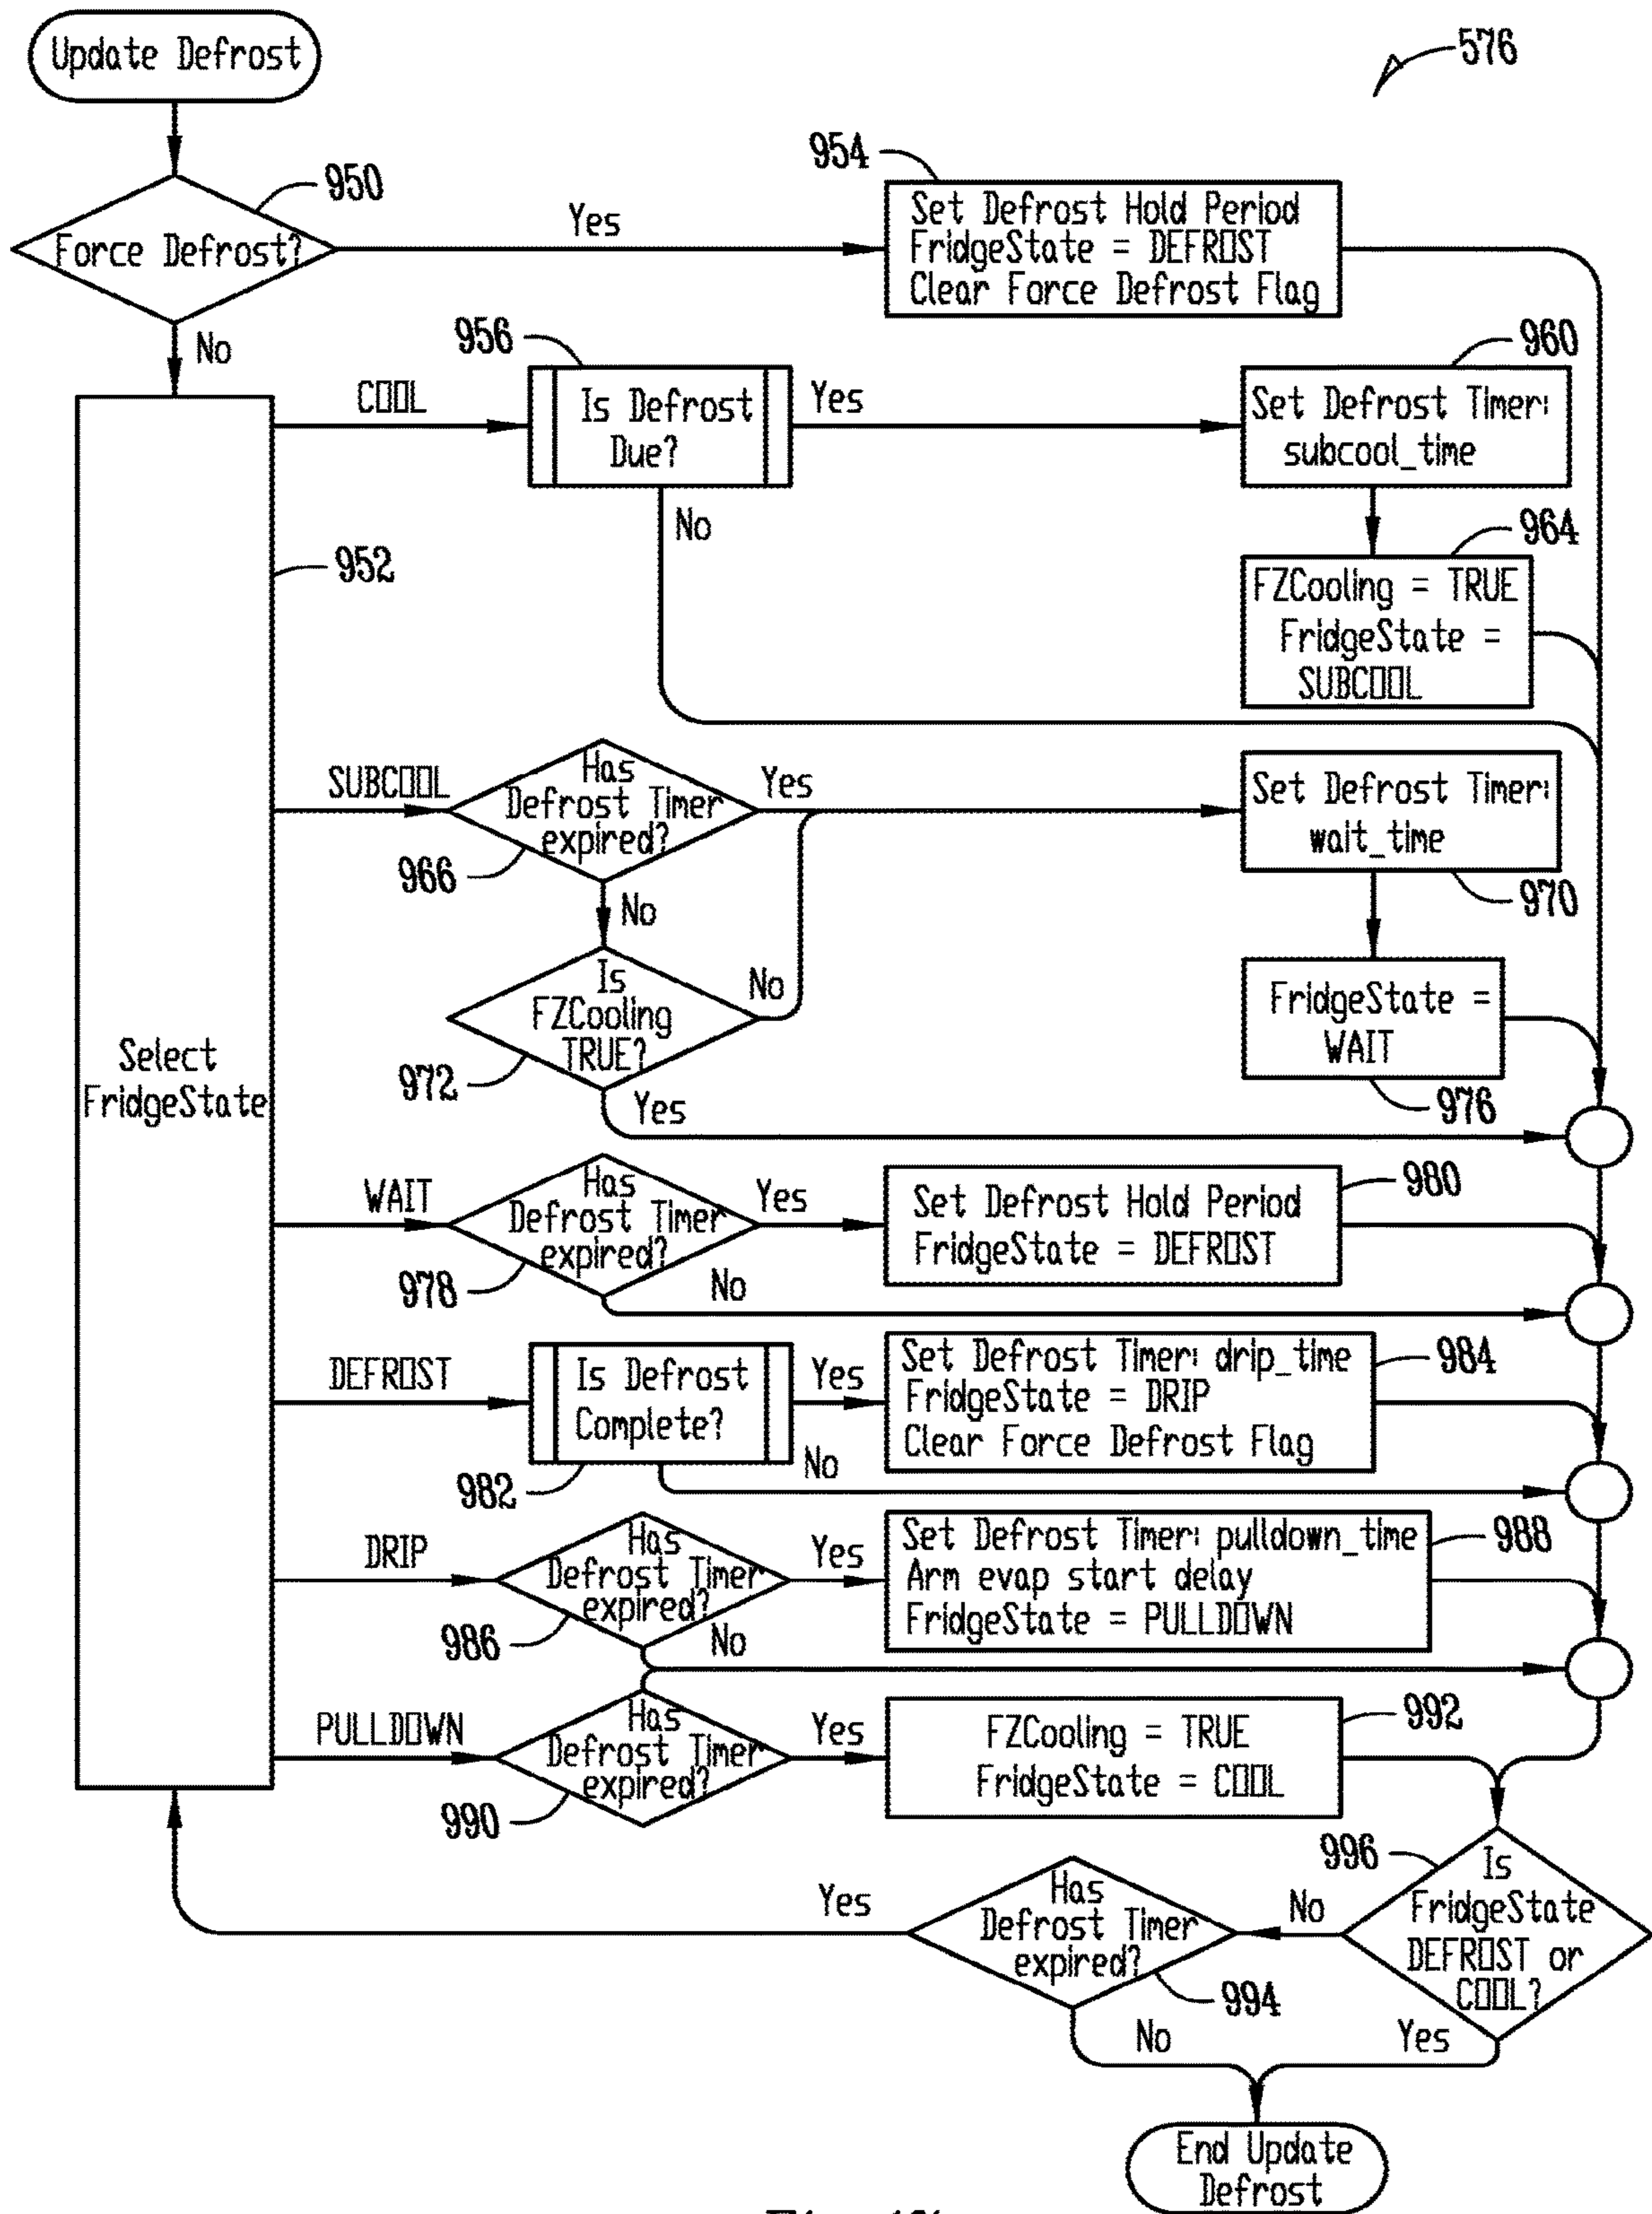 Update Defrost
576
950
Force Defrost?
Yes
954
Set Defrost Hold Period
FridgeState = DEFROST
Clear Force Defrost Flag
No
952
Select
FridgeState
COOL
956
Is Defrost
Due?
Yes
No
960
Set Defrost Timer:
subcool_time
964
FZCooling = TRUE
FridgeState =
SUBCOOL
SUBCOOL
Has
Defrost Timer
expired?
966
Yes
No
Set Defrost Timer:
wait_time
970
Is
FZCooling
TRUE?
972
No
Yes
FridgeState =
WAIT
976
WAIT
Has
Defrost Timer
expired?
978
Yes
No
980
Set Defrost Hold Period
FridgeState = DEFROST
DEFROST
Is Defrost
Complete?
982
Yes
No
984
Set Defrost Timer: drip_time
FridgeState = DRIP
Clear Force Defrost Flag
DRIP
Has
Defrost Timer
expired?
986
Yes
No
988
Set Defrost Timer: pulldown_time
Arm evap start delay
FridgeState = PULLDOWN
PULLDOWN
Has
Defrost Timer
expired?
990
Yes
992
FZCooling = TRUE
FridgeState = COOL
996
Is
FridgeState
DEFROST or
COOL?
No
Yes
Has
Defrost Timer
expired?
994
Yes
No
End Update
Defrost